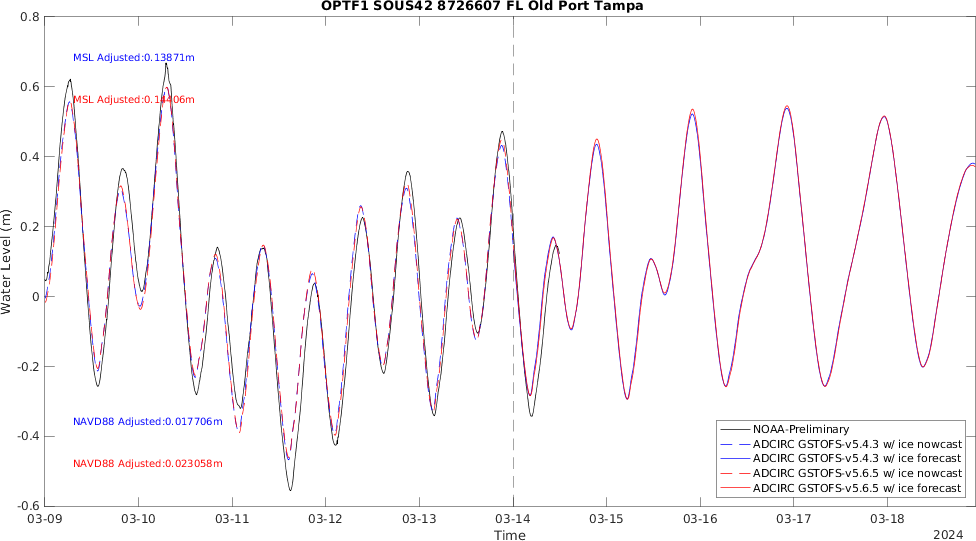 OPTF1 SOUS42 8726607 FL Old Port Tampa
0.8
0.6
0.4
0.2
0
-0.2
-0.4
-0.6
Water Level (m)
MSL Adjusted:0.13871m
MSL Adjusted:0.14406m
NAVD88 Adjusted:0.017706m
NAVD88 Adjusted:0.023058m
NOAA-Preliminary
ADCIRC GSTOFS-v5.4.3 w/ ice nowcast
ADCIRC GSTOFS-v5.4.3 w/ ice forecast
ADCIRC GSTOFS-v5.6.5 w/ ice nowcast
ADCIRC GSTOFS-v5.6.5 w/ ice forecast
03-09 03-10 03-11 03-12 03-13 03-14 03-15 03-16 03-17 03-18
Time
2024